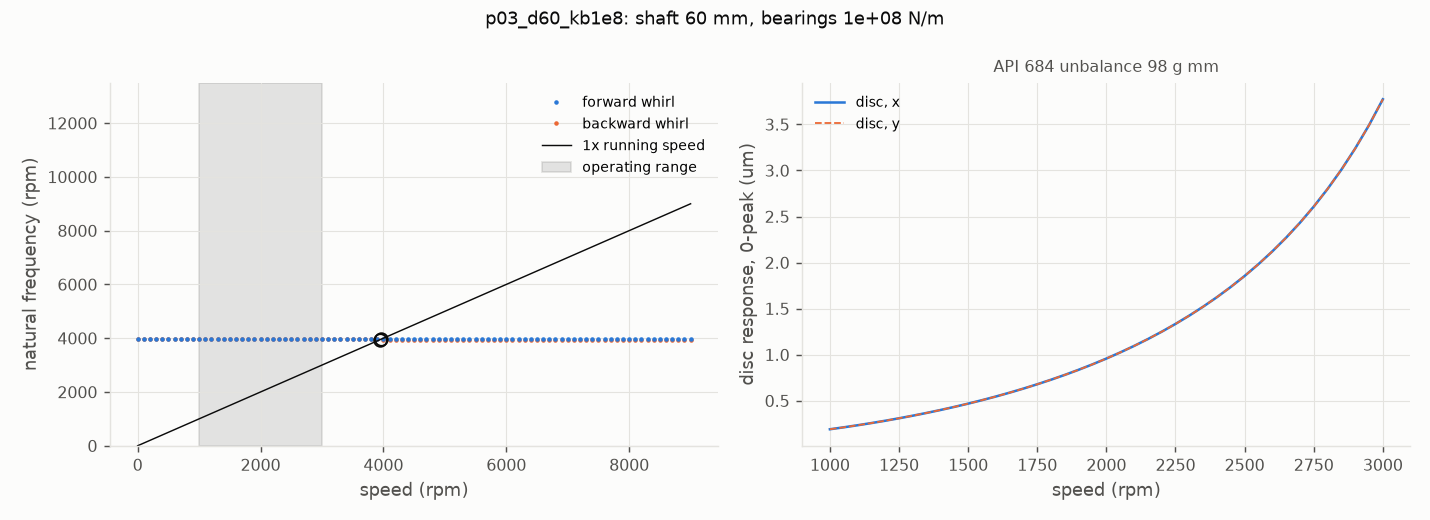 p03_d60_kb1e8: shaft 60 mm, bearings 1e+08 N/m
natural frequency (rpm)
12000
10000
8000
6000
4000
2000
0
forward whirl
backward whirl
1x running speed
operating range
0 2000 4000 6000 8000
speed (rpm)
API 684 unbalance 98 g mm
disc response, 0-peak (um)
3.5
3.0
2.5
2.0
1.5
1.0
0.5
disc, x
disc, y
1000 1250 1500 1750 2000 2250 2500 2750 3000
speed (rpm)